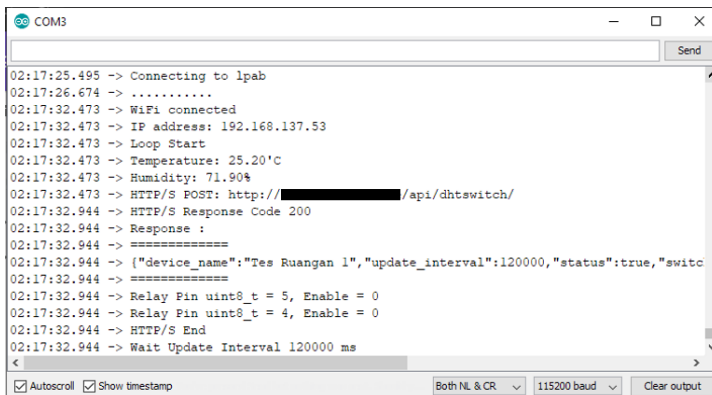 COM3
Send
02:17:25.495 -> Connecting to lpab
02:17:26.674 -> ...........
02:17:32.473 -> WiFi connected
02:17:32.473 -> IP address: 192.168.137.53
02:17:32.473 -> Loop Start
02:17:32.473 -> Temperature: 25.20'C
02:17:32.473 -> Humidity: 71.90%
02:17:32.473 -> HTTP/S POST: http:///api/dhtswitch/
02:17:32.944 -> HTTP/S Response Code 200
02:17:32.944 -> Response :
02:17:32.944 -> =============
02:17:32.944 -> {"device_name":"Tes Ruangan 1","update_interval":120000,"status":true,"switc
02:17:32.944 -> =============
02:17:32.944 -> Relay Pin uint8_t = 5, Enable = 0
02:17:32.944 -> Relay Pin uint8_t = 4, Enable = 0
02:17:32.944 -> HTTP/S End
02:17:32.944 -> Wait Update Interval 120000 ms
Autoscroll Show timestamp Both NL & CR 115200 baud Clear output